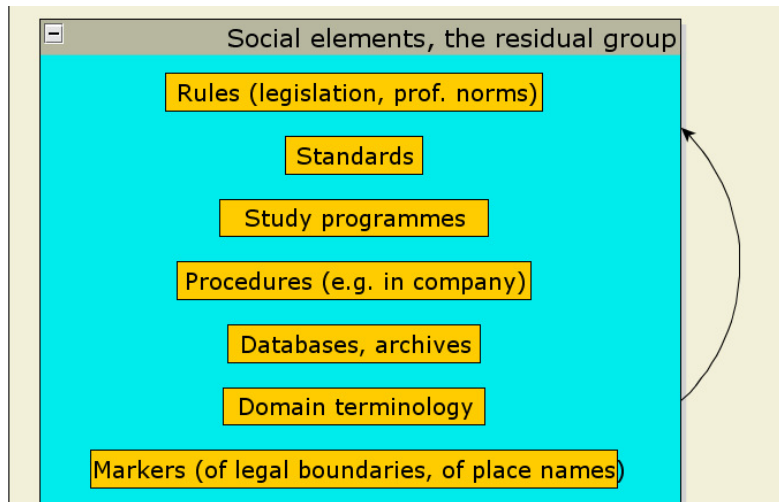 Social elements, the residual group
Rules (legislation, prof. norms)
Standards
Study programmes
Procedures (e.g. in company)
Databases, archives
Domain terminology
Markers (of legal boundaries, of place names)